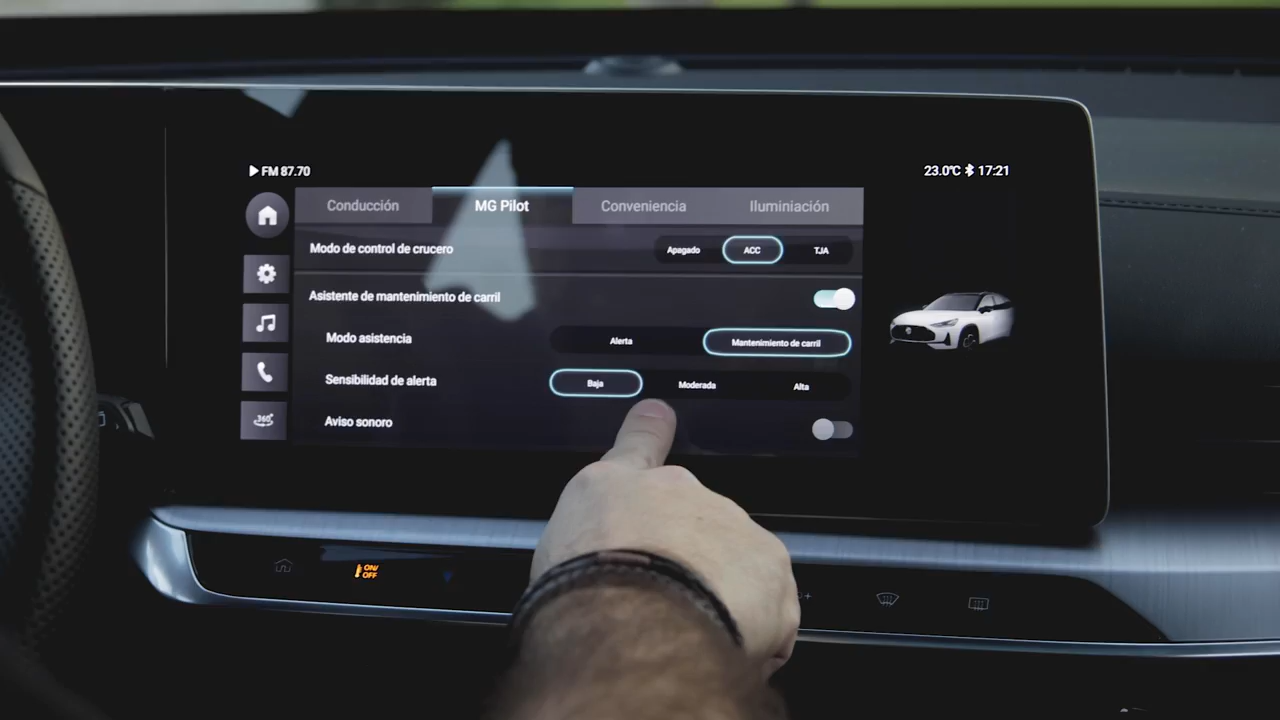 FM 87.70
23.0°C 17:21
Conducción MG Pilot Conveniencia Iluminiación
Modo de control de crucero Apagado ACC TJA
Asistente de mantenimiento de carril
Modo asistencia Alerta Mantenimiento de carril
Sensibilidad de alerta Baja Moderada Alta
Aviso sonoro
360°
ON/
OFF